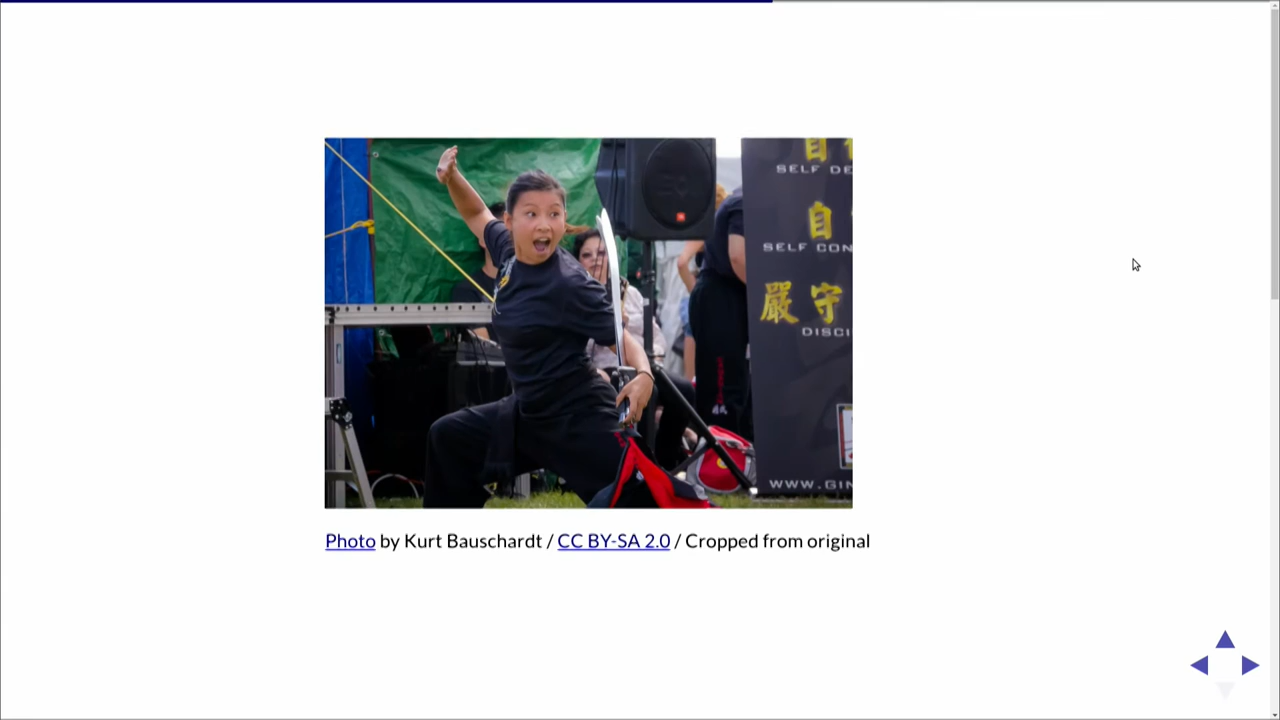 自
SELF DE
自
SELF CON
嚴守
DISCI
WWW.GIN
Photo by Kurt Bauschardt / CC BY-SA 2.0 / Cropped from original